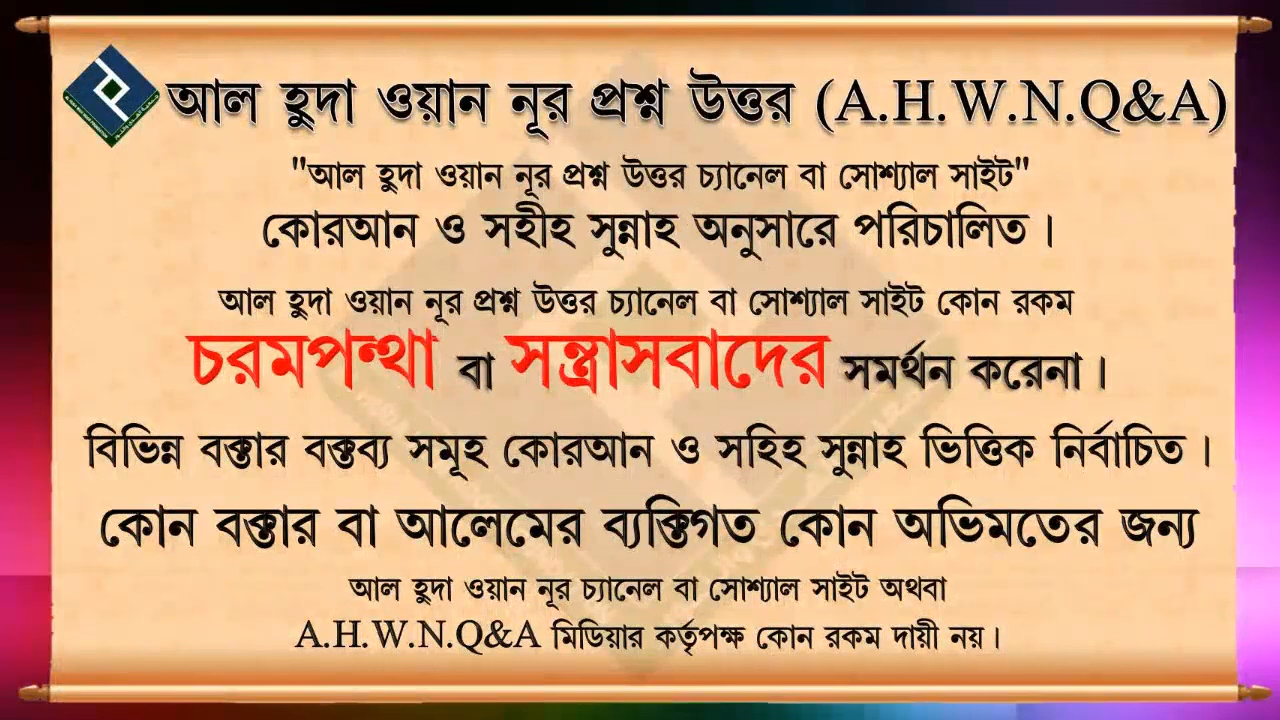 আল হুদা ওয়ান নূর প্রশ্ন উত্তর (A.H.W.N.Q&A)
"আল হুদা ওয়ান নূর প্রশ্ন উত্তর চ্যানেল বা সোশ্যাল সাইট"
কোরআন ও সহীহ সুন্নাহ অনুসারে পরিচালিত।
আল হুদা ওয়ান নূর প্রশ্ন উত্তর চ্যানেল বা সোশ্যাল সাইট কোন রকম
চরমপন্থা বা সন্ত্রাসবাদের সমর্থন করেনা।
বিভিন্ন বক্তার বক্তব্য সমূহ কোরআন ও সহিহ সুন্নাহ ভিত্তিক নির্বাচিত।
কোন বক্তার বা আলেমের ব্যক্তিগত কোন অভিমতের জন্য
আল হুদা ওয়ান নূর চ্যানেল বা সোশ্যাল সাইট অথবা
A.H.W.N.Q&A মিডিয়ার কর্তৃপক্ষ কোন রকম দায়ী নয়।